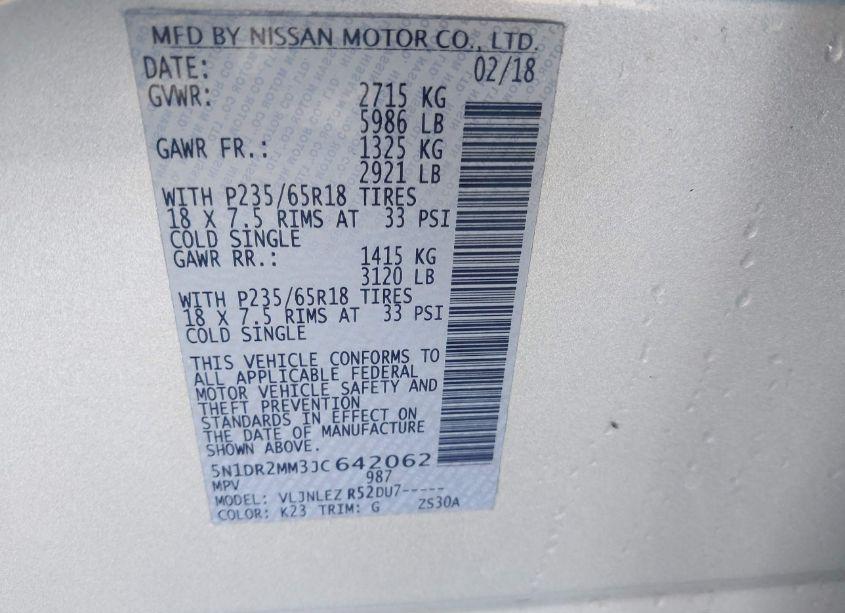 MFD BY NISSAN MOTOR CO., LTD.
DATE: 02/18
GVWR: 2715 KG
5986 LB
GAWR FR.: 1325 KG
2921 LB
WITH P235/65R18 TIRES
18 X 7.5 RIMS AT 33 PSI
COLD SINGLE
GAWR RR.: 1415 KG
3120 LB
WITH P235/65R18 TIRES
18 X 7.5 RIMS AT 33 PSI
COLD SINGLE
THIS VEHICLE CONFORMS TO
ALL APPLICABLE FEDERAL
MOTOR VEHICLE SAFETY AND
THEFT PREVENTION
STANDARDS IN EFFECT ON
THE DATE OF MANUFACTURE
SHOWN ABOVE.
5N1DR2MM3JC642062
MPV 987
MODEL: VLJNLEZ R52DU7-----
COLOR: K23 TRIM: G ZS30A